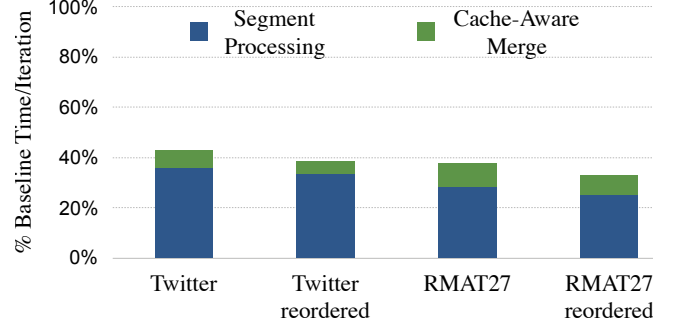 % Baseline Time/Iteration
100%
80%
60%
40%
20%
0%
Segment
Processing
Cache-Aware
Merge
Twitter
Twitter
reordered
RMAT27
RMAT27
reordered